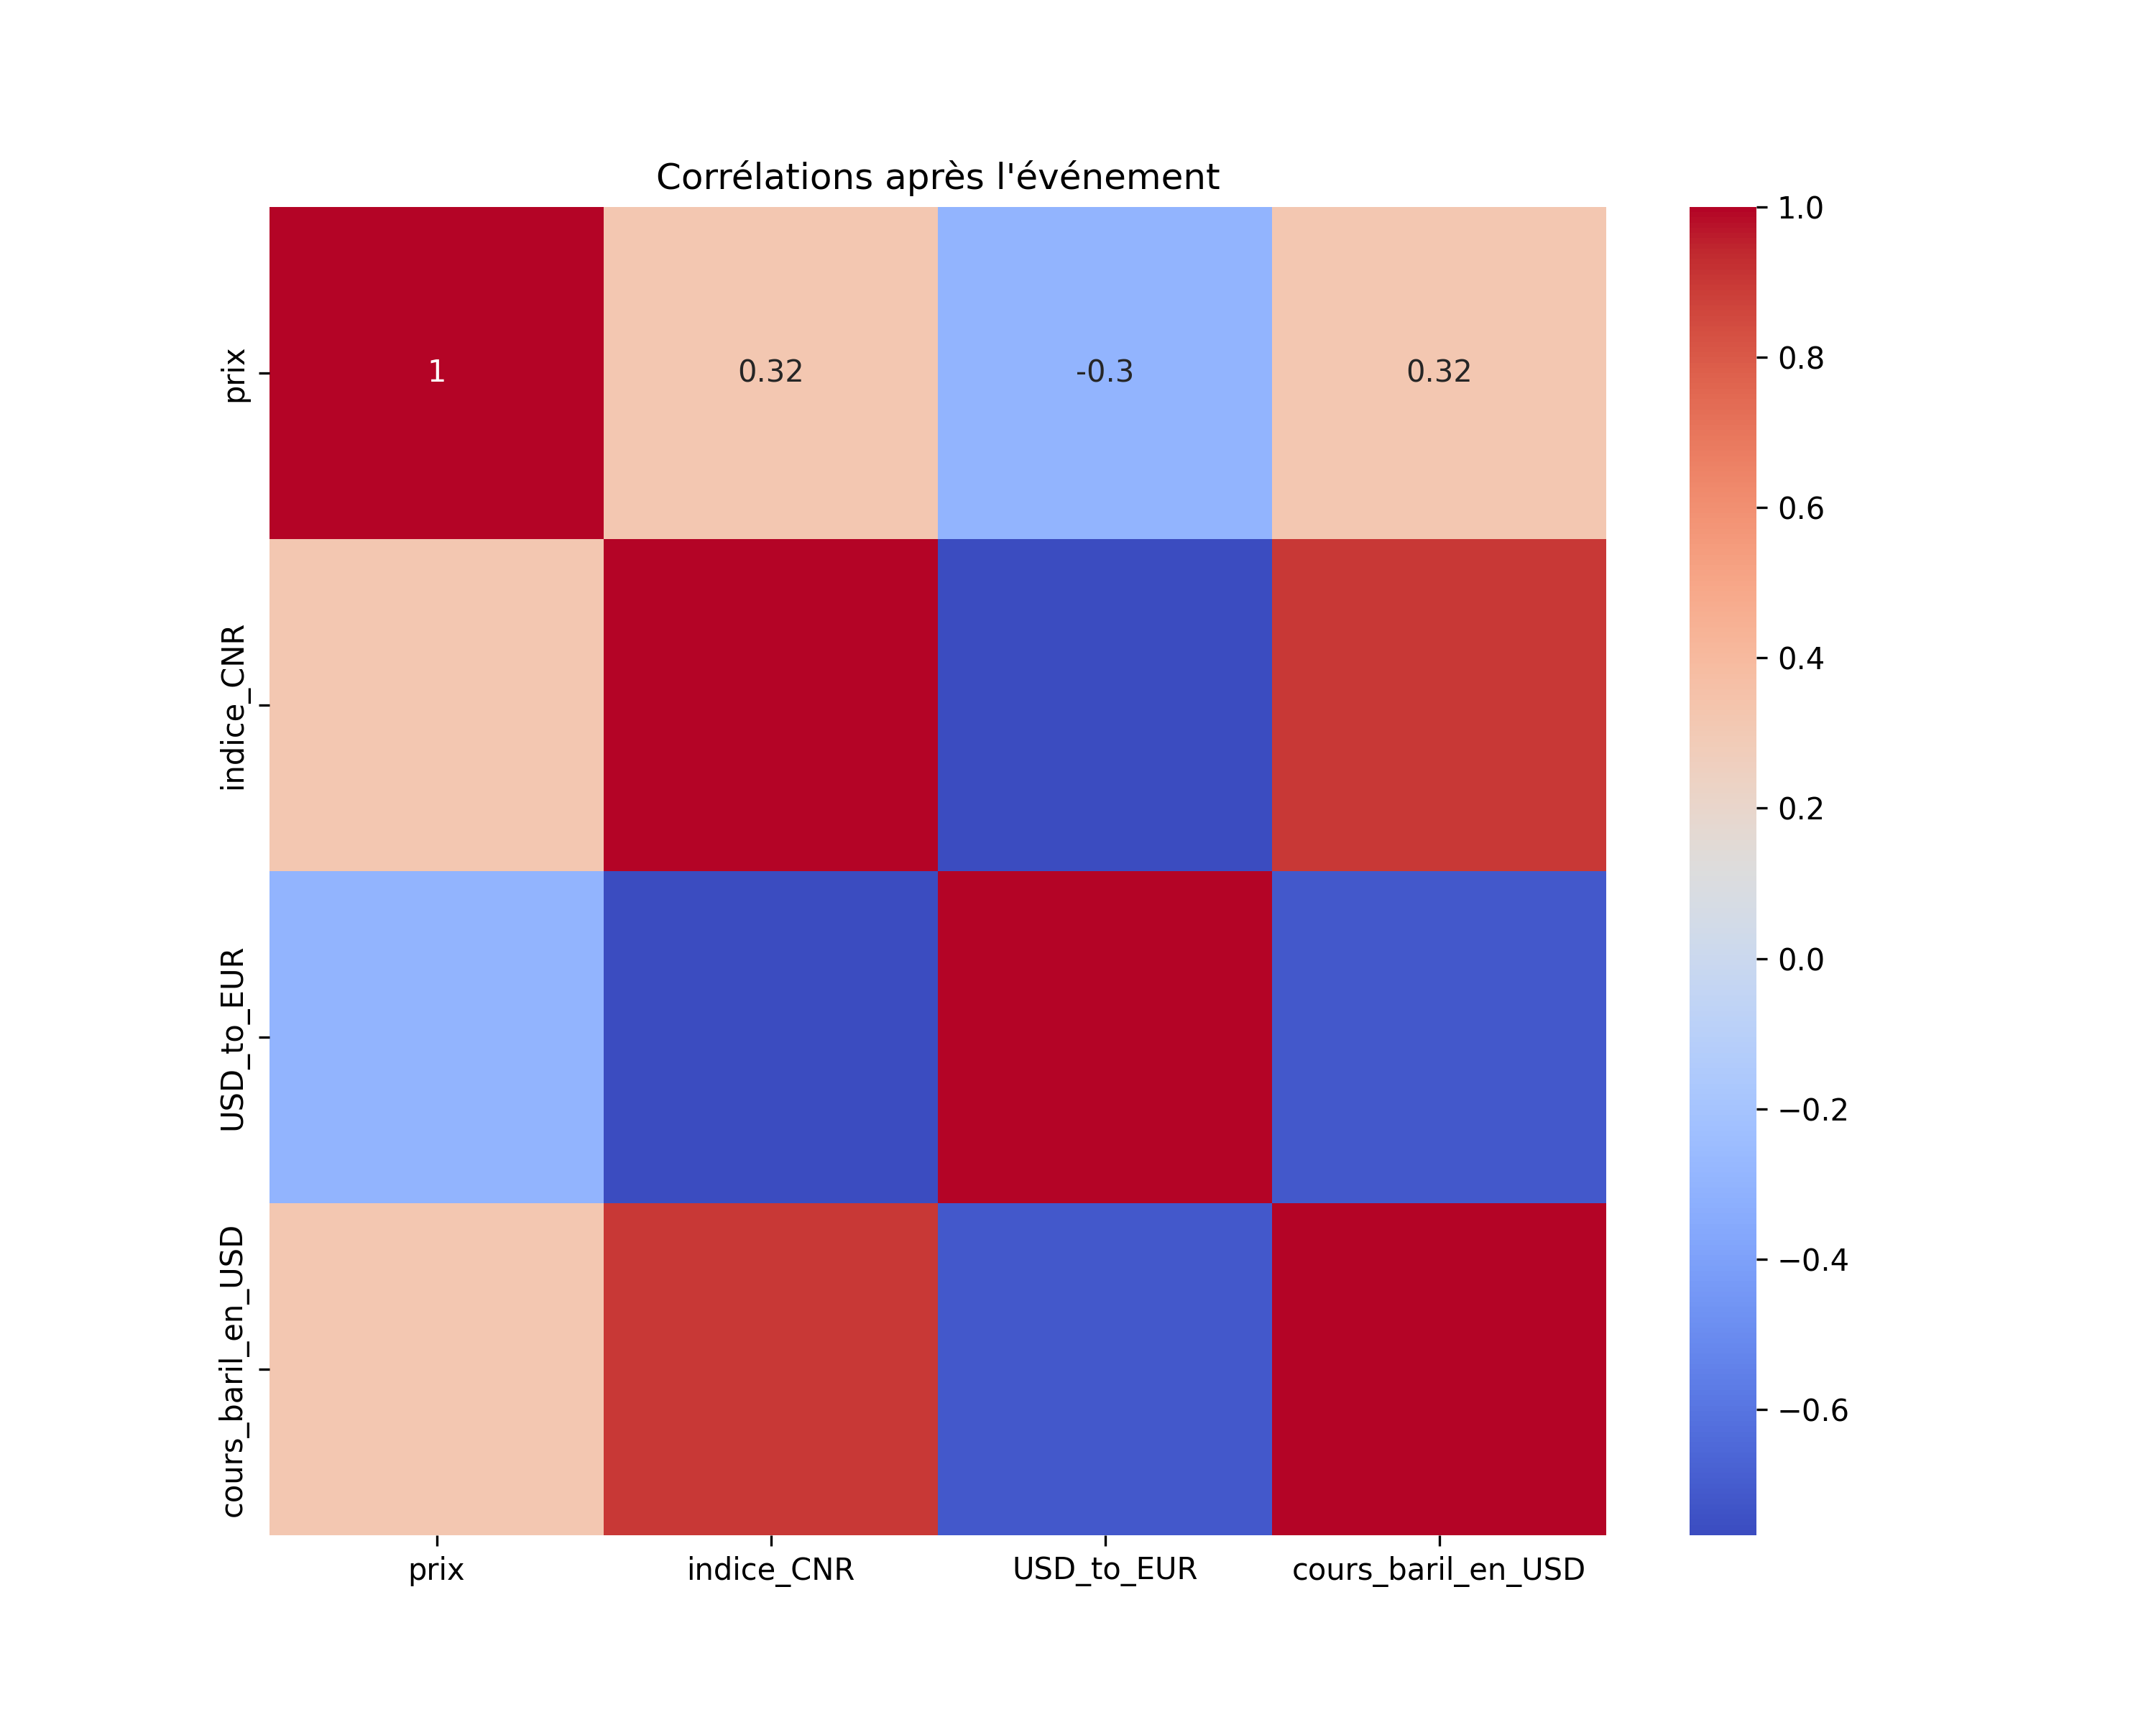 Corrélations après l'événement
prix
1
0.32
-0.3
0.32
indice_CNR
USD_to_EUR
cours_baril_en_USD
prix
indice_CNR
USD_to_EUR
cours_baril_en_USD
1.0
0.8
0.6
0.4
0.2
0.0
−0.2
−0.4
−0.6